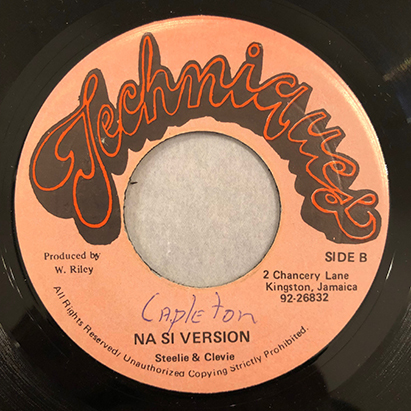 Techniques
Produced by
W. Riley
SIDE B
2 Chancery Lane
Kingston, Jamaica
92-26832
Capleton
NA SI VERSION
Steelie & Clevie
All Rights Reserved/ Unauthorized Copying Strictly Prohibited.